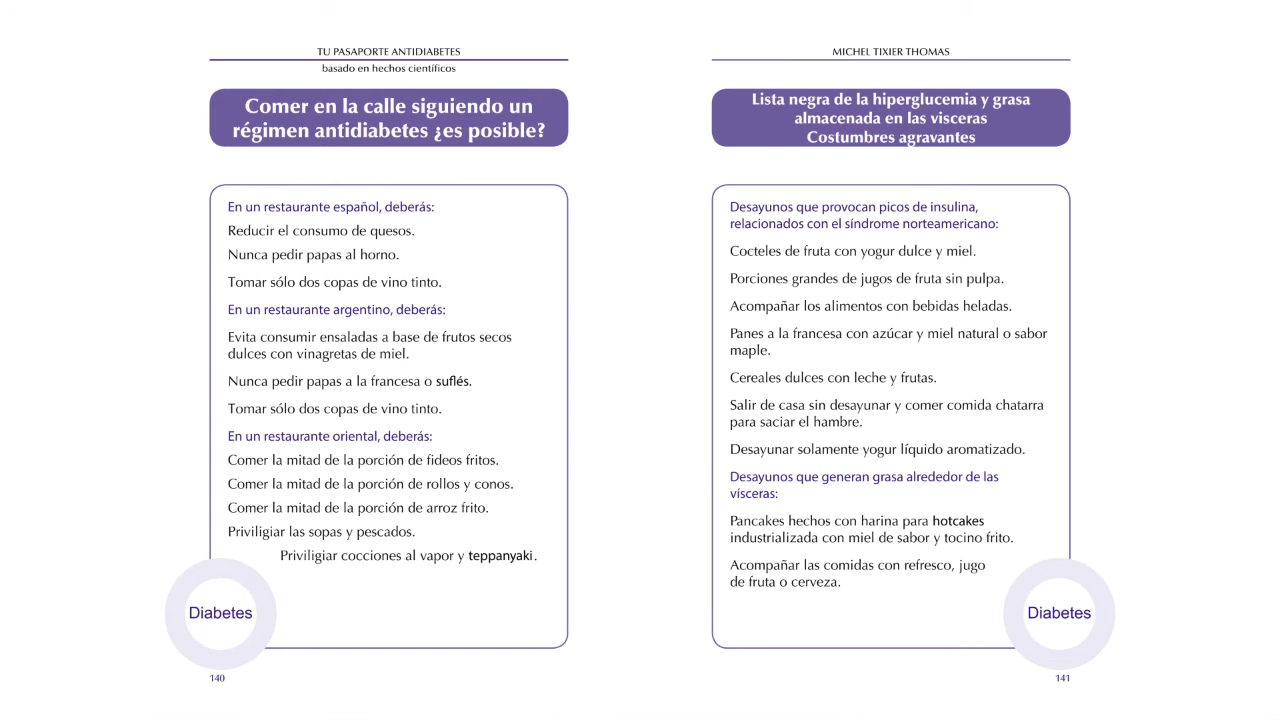 TU PASAPORTE ANTIDIABETES
basado en hechos científicos
Comer en la calle siguiendo un
régimen antidiabetes ¿es posible?
En un restaurante español, deberás:
Reducir el consumo de quesos.
Nunca pedir papas al horno.
Tomar sólo dos copas de vino tinto.
En un restaurante argentino, deberás:
Evita consumir ensaladas a base de frutos secos
dulces con vinagretas de miel.
Nunca pedir papas a la francesa o suflés.
Tomar sólo dos copas de vino tinto.
En un restaurante oriental, deberás:
Comer la mitad de la porción de fideos fritos.
Comer la mitad de la porción de rollos y conos.
Comer la mitad de la porción de arroz frito.
Priviligiar las sopas y pescados.
Priviligiar cocciones al vapor y teppanyaki.
Diabetes
140
MICHEL TIXIER THOMAS
Lista negra de la hiperglucemia y grasa
almacenada en las visceras
Costumbres agravantes
Desayunos que provocan picos de insulina,
relacionados con el síndrome norteamericano:
Cocteles de fruta con yogur dulce y miel.
Porciones grandes de jugos de fruta sin pulpa.
Acompañar los alimentos con bebidas heladas.
Panes a la francesa con azúcar y miel natural o sabor
maple.
Cereales dulces con leche y frutas.
Salir de casa sin desayunar y comer comida chatarra
para saciar el hambre.
Desayunar solamente yogur líquido aromatizado.
Desayunos que generan grasa alrededor de las
vísceras:
Pancakes hechos con harina para hotcakes
industrializada con miel de sabor y tocino frito.
Acompañar las comidas con refresco, jugo
de fruta o cerveza.
Diabetes
141